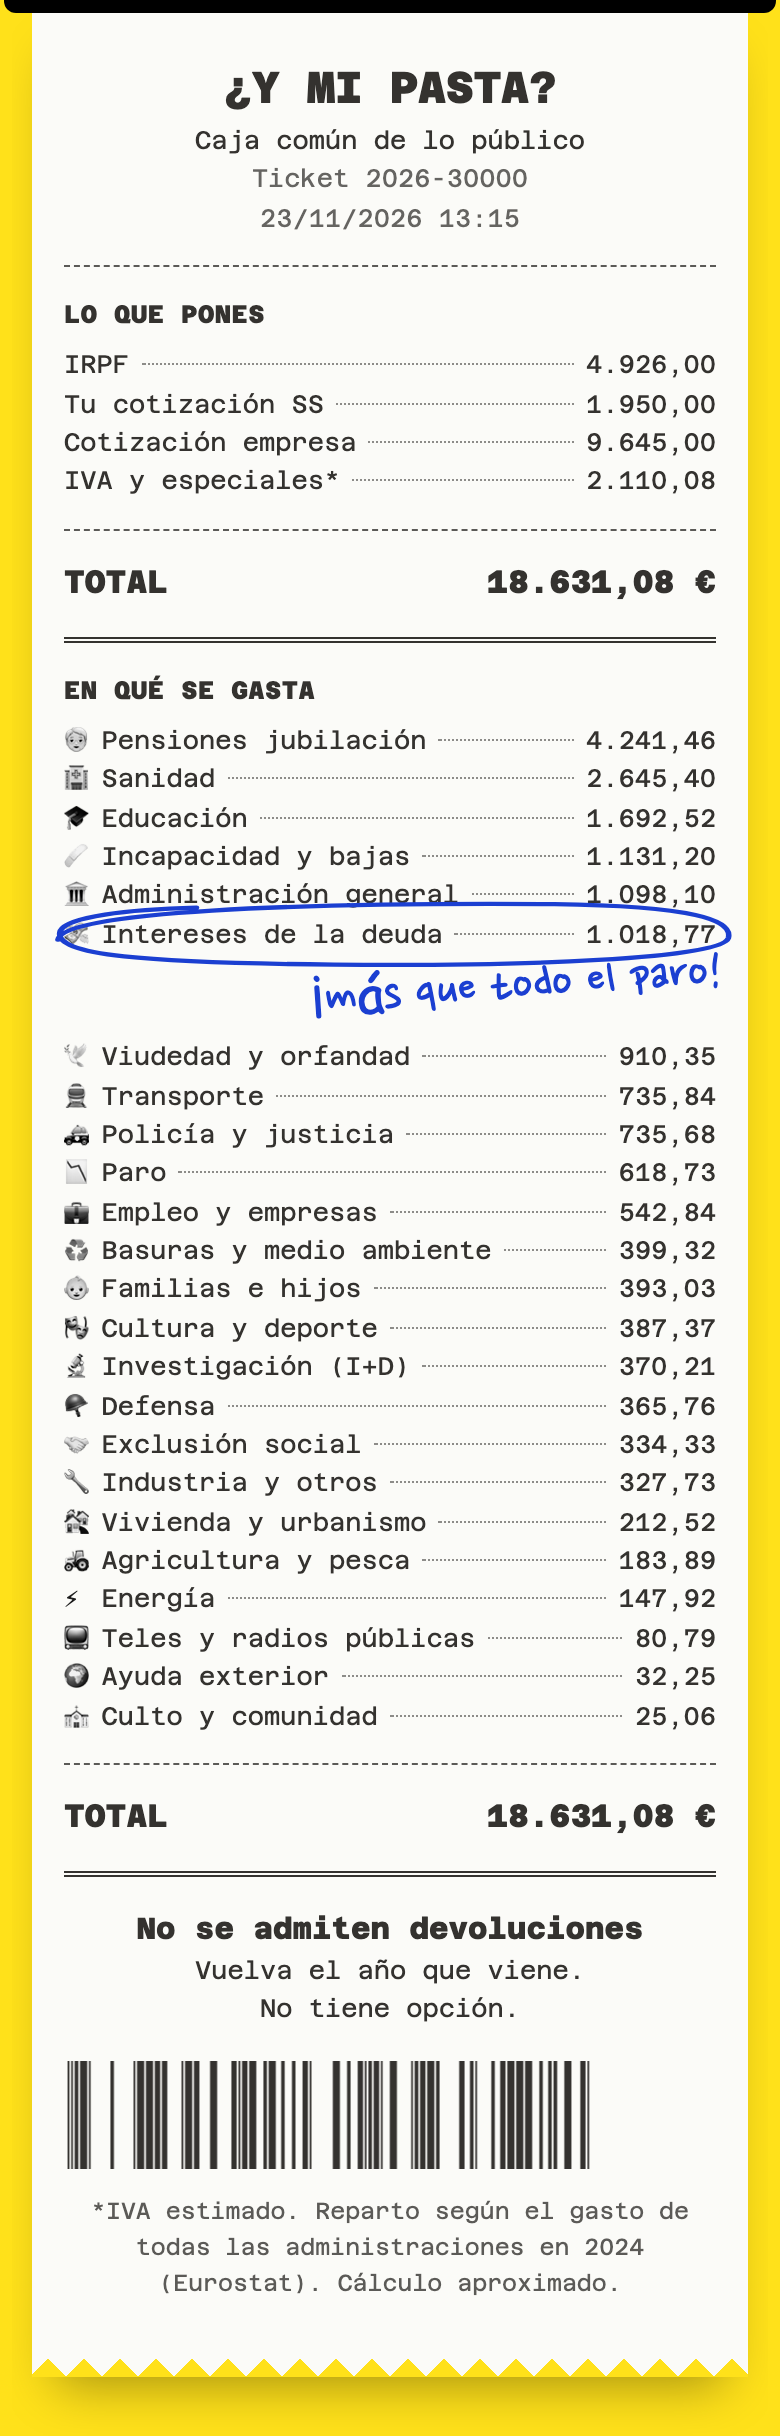 ¿Y MI PASTA?
Caja común de lo público
Ticket 2026-30000
23/11/2026 13:15
LO QUE PONES
IRPF 4.926,00
Tu cotización SS 1.950,00
Cotización empresa 9.645,00
IVA y especiales* 2.110,08
TOTAL 18.631,08 €
EN QUÉ SE GASTA
Pensiones jubilación 4.241,46
Sanidad 2.645,40
Educación 1.692,52
Incapacidad y bajas 1.131,20
Administración general 1.098,10
Intereses de la deuda 1.018,77
¡más que todo el paro!
Viudedad y orfandad 910,35
Transporte 735,84
Policía y justicia 735,68
Paro 618,73
Empleo y empresas 542,84
Basuras y medio ambiente 399,32
Familias e hijos 393,03
Cultura y deporte 387,37
Investigación (I+D) 370,21
Defensa 365,76
Exclusión social 334,33
Industria y otros 327,73
Vivienda y urbanismo 212,52
Agricultura y pesca 183,89
Energía 147,92
Teles y radios públicas 80,79
Ayuda exterior 32,25
Culto y comunidad 25,06
TOTAL 18.631,08 €
No se admiten devoluciones
Vuelva el año que viene.
No tiene opción.
*IVA estimado. Reparto según el gasto de
todas las administraciones en 2024
(Eurostat). Cálculo aproximado.